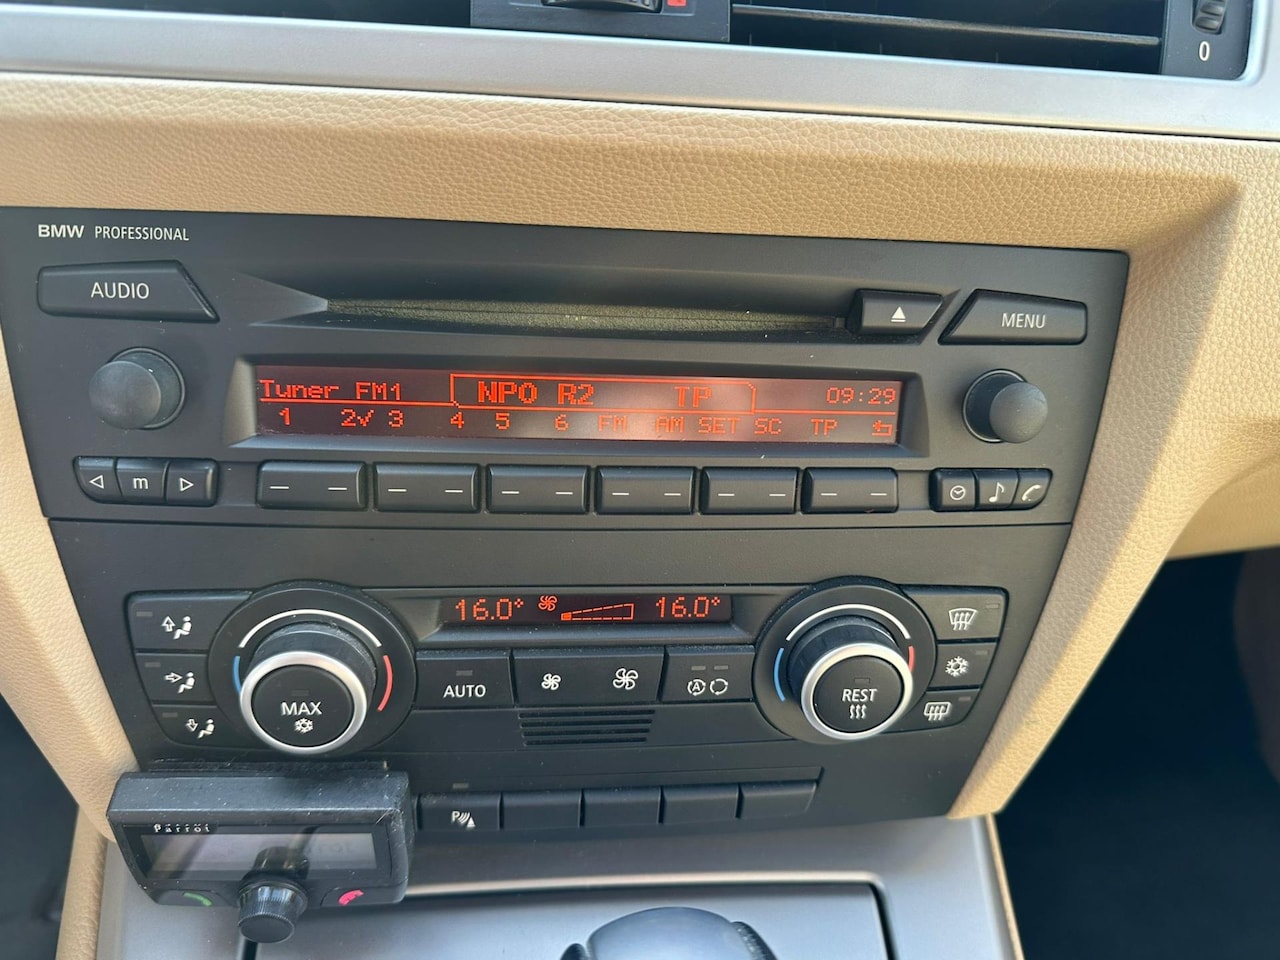 0
BMW PROFESSIONAL
AUDIO
MENU
Tuner FM1 NPO R2 TP 09:29
1 2√ 3 4 5 6 FM AM SET SC TP
m
16.0° 16.0°
AUTO
A
MAX
REST
P
Parrot